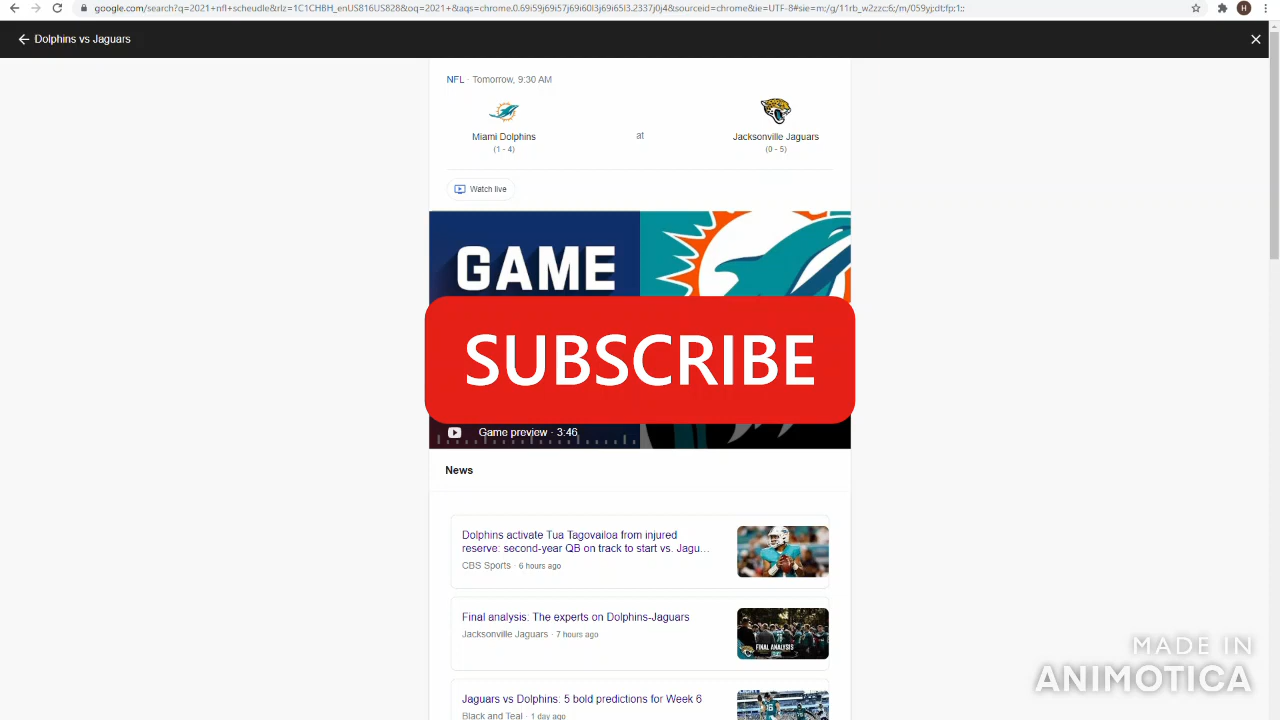 google.com/search?q=2021+nfl+scheudle&rlz=1C1CHBH_enUS816US828&oq=2021+&aqs=chrome.0.69i59j69i57j69i60l3j69i65l3.2337j0j4&sourceid=chrome&ie=UTF-8#sie=m;/g/11rb_w2zzc;6;/m/059yj;dt;fp;1;;
H
Dolphins vs Jaguars
NFL · Tomorrow, 9:30 AM
Miami Dolphins
(1 - 4)
at
Jacksonville Jaguars
(0 - 5)
Watch live
GAME
SUBSCRIBE
Game preview · 3:46
News
Dolphins activate Tua Tagovailoa from injured
reserve: second-year QB on track to start vs. Jagu...
CBS Sports · 6 hours ago
Final analysis: The experts on Dolphins-Jaguars
Jacksonville Jaguars · 7 hours ago
FINAL ANALYSIS
Jaguars vs Dolphins: 5 bold predictions for Week 6
Black and Teal · 1 day ago
MADE IN
ANIMOTICA